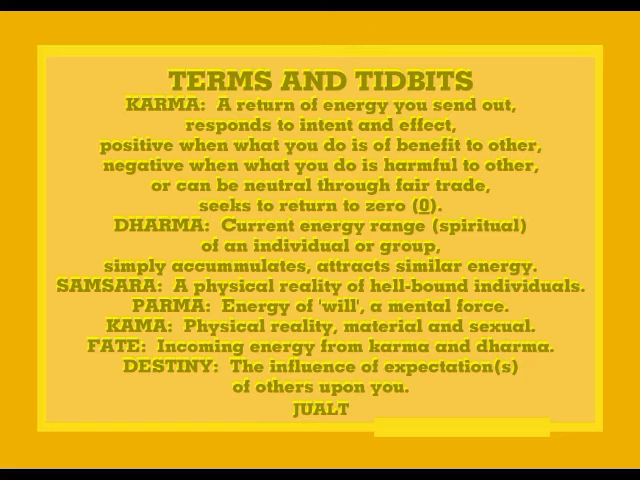 TERMS AND TIDBITS
KARMA: A return of energy you send out,
responds to intent and effect,
positive when what you do is of benefit to other,
negative when what you do is harmful to other,
or can be neutral through fair trade,
seeks to return to zero (0).
DHARMA: Current energy range (spiritual)
of an individual or group,
simply accummulates, attracts similar energy.
SAMSARA: A physical reality of hell-bound individuals.
PARMA: Energy of 'will', a mental force.
KAMA: Physical reality, material and sexual.
FATE: Incoming energy from karma and dharma.
DESTINY: The influence of expectation(s)
of others upon you.
JUALT